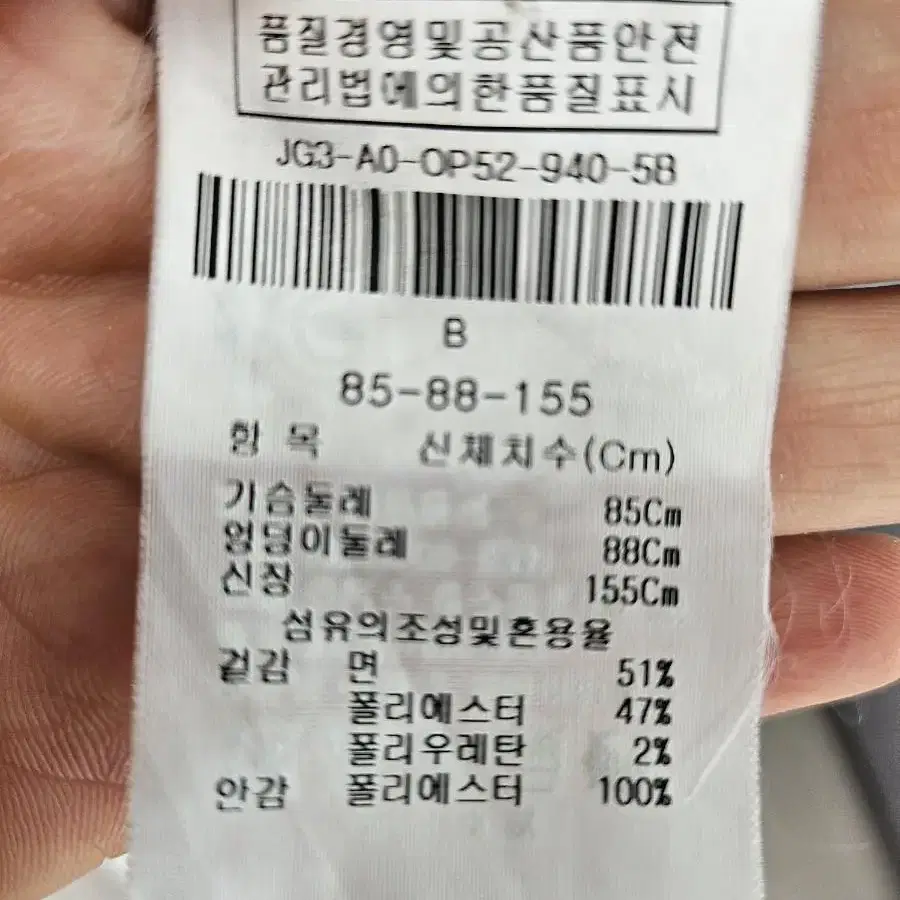 품질경영및공산품안전
관리법에의한품질표시
JG3-A0-OP52-940-5B
B
85-88-155
항 목 신체치수(Cm)
가슴둘레 85Cm
엉덩이둘레 88Cm
신장 155Cm
섬유의조성및혼용율
겉감 면 51%
폴리에스터 47%
폴리우레탄 2%
안감 폴리에스터 100%